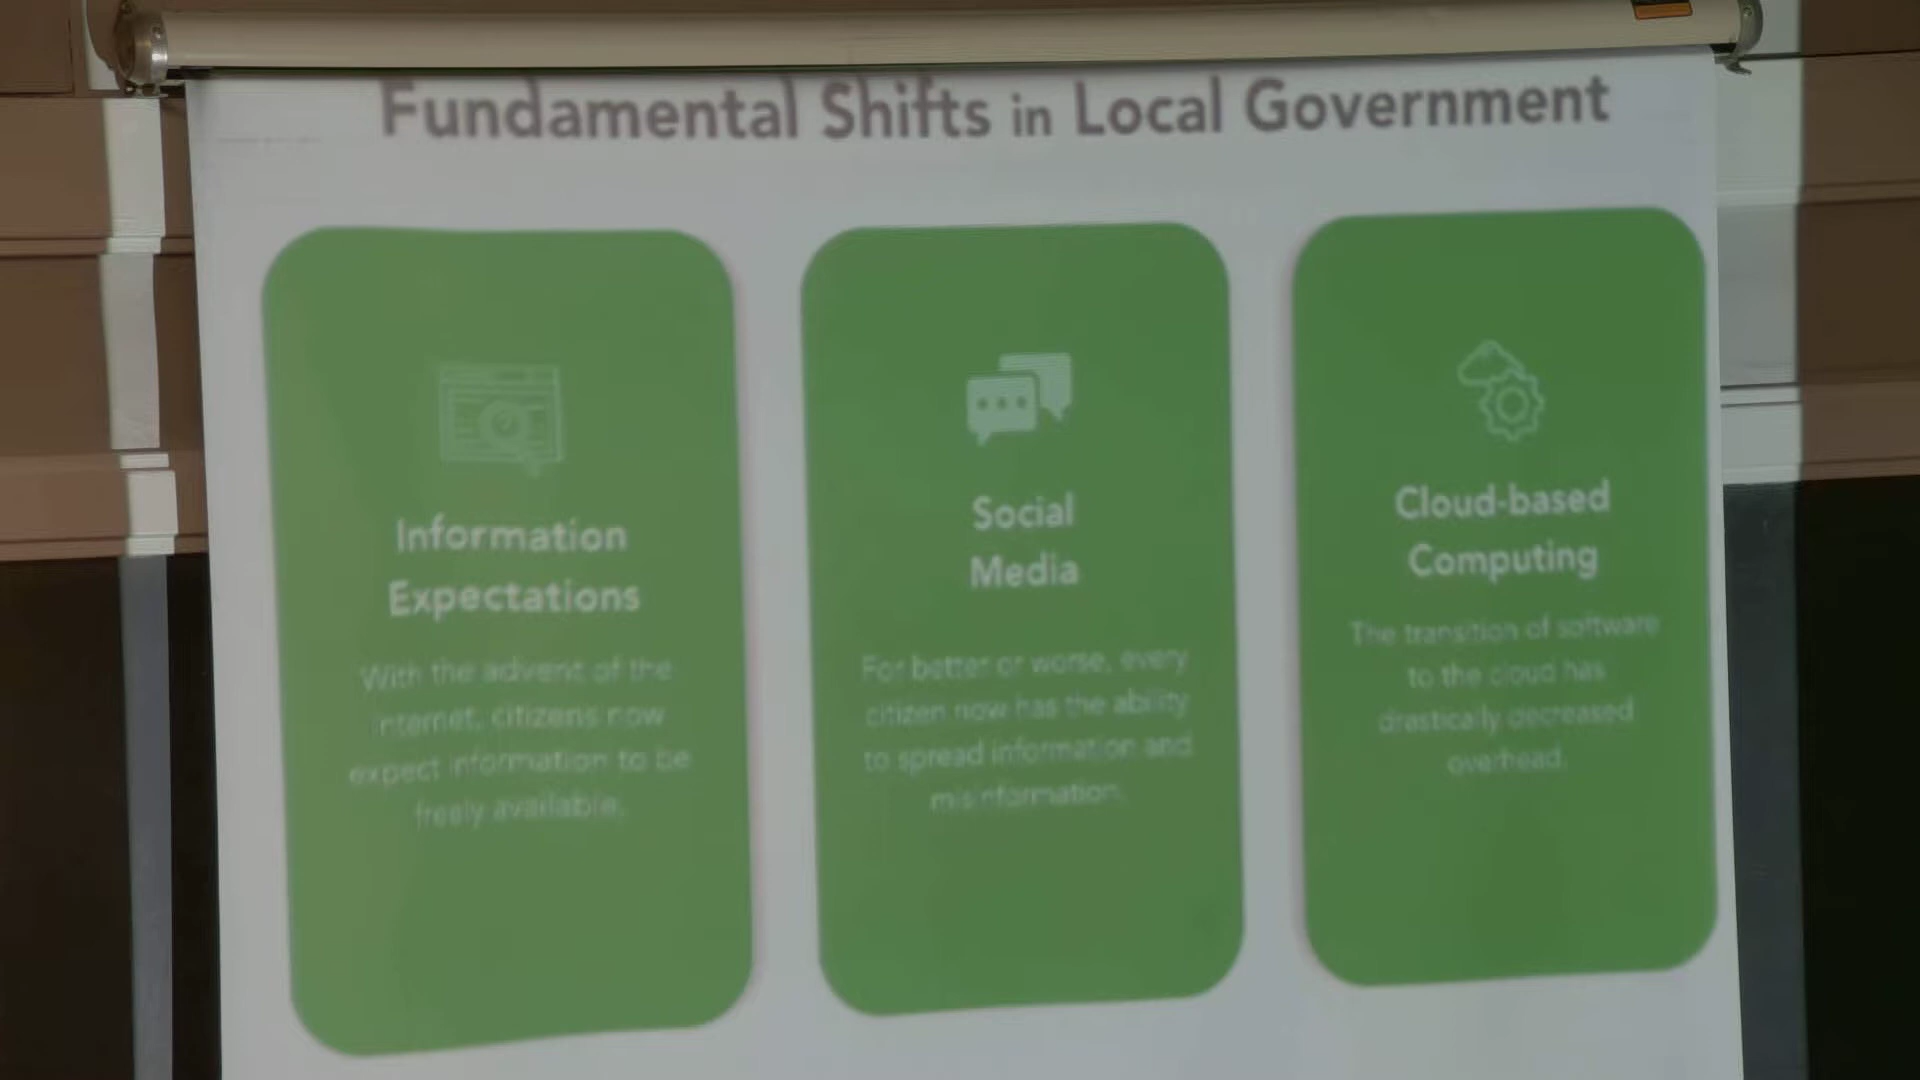 Fundamental Shifts in Local Government
Information
Expectations
With the advent of the
internet, citizens now
expect information to be
freely available.
Social
Media
For better or worse, every
citizen now has the ability
to spread information and
misinformation.
Cloud-based
Computing
The transition of software
to the cloud has
drastically decreased
overhead.